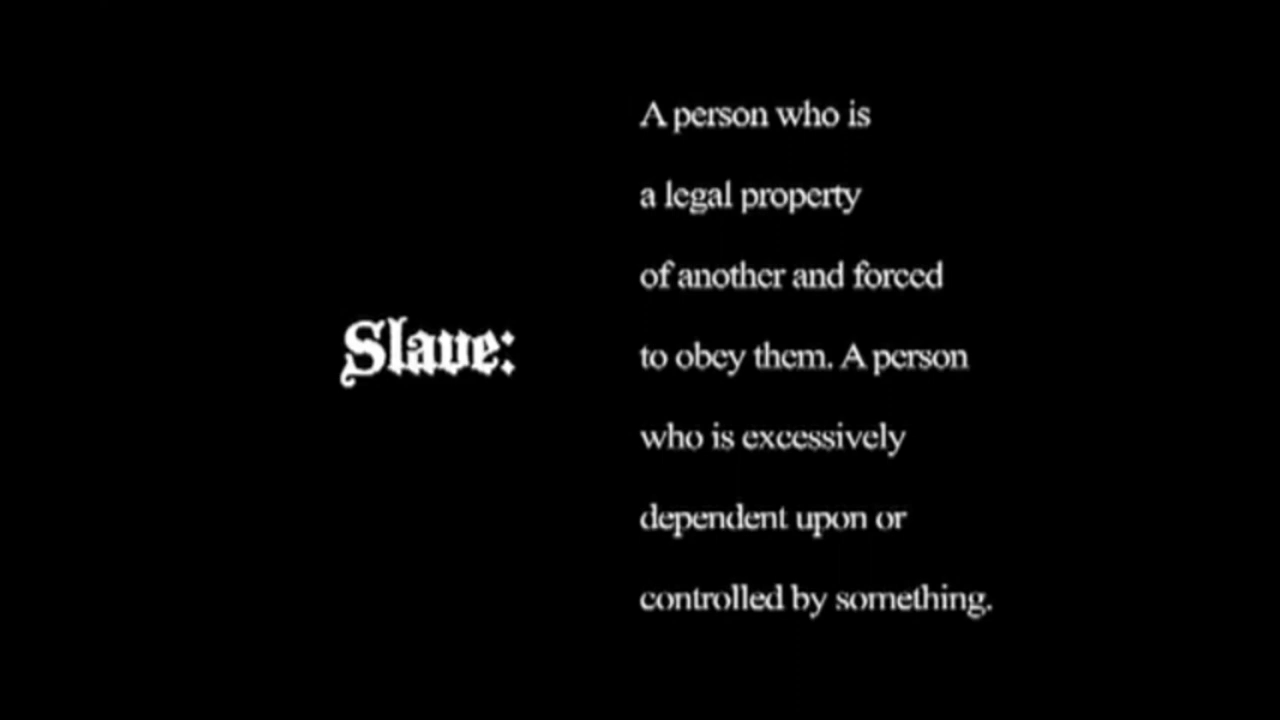 Slave:
A person who is
a legal property
of another and forced
to obey them. A person
who is excessively
dependent upon or
controlled by something.